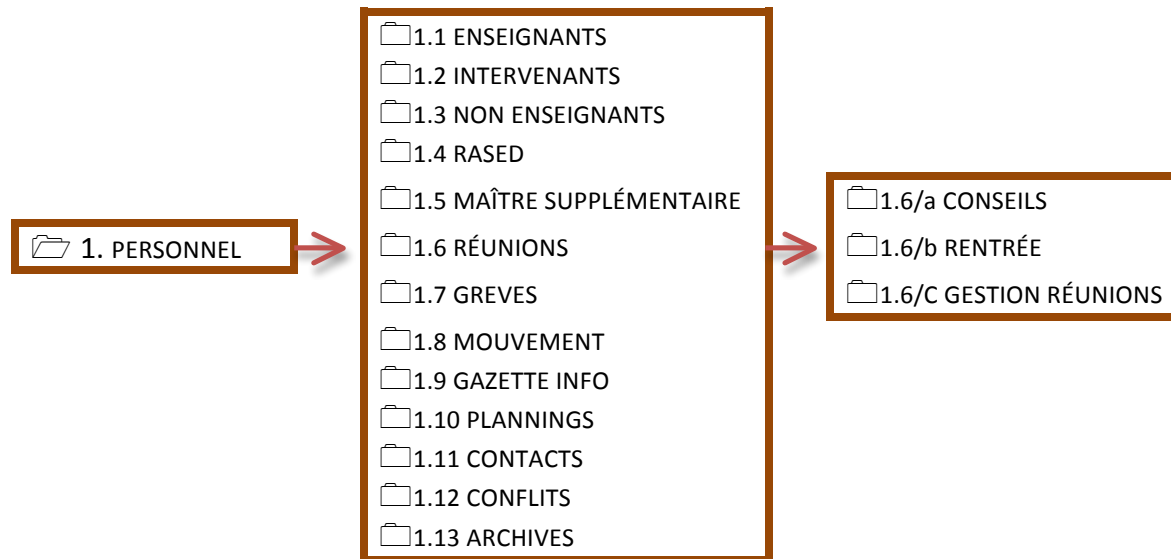 1. PERSONNEL
1.1 ENSEIGNANTS
1.2 INTERVENANTS
1.3 NON ENSEIGNANTS
1.4 RASED
1.5 MAÎTRE SUPPLÉMENTAIRE
1.6 RÉUNIONS
1.7 GREVES
1.8 MOUVEMENT
1.9 GAZETTE INFO
1.10 PLANNINGS
1.11 CONTACTS
1.12 CONFLITS
1.13 ARCHIVES
1.6/a CONSEILS
1.6/b RENTRÉE
1.6/C GESTION RÉUNIONS